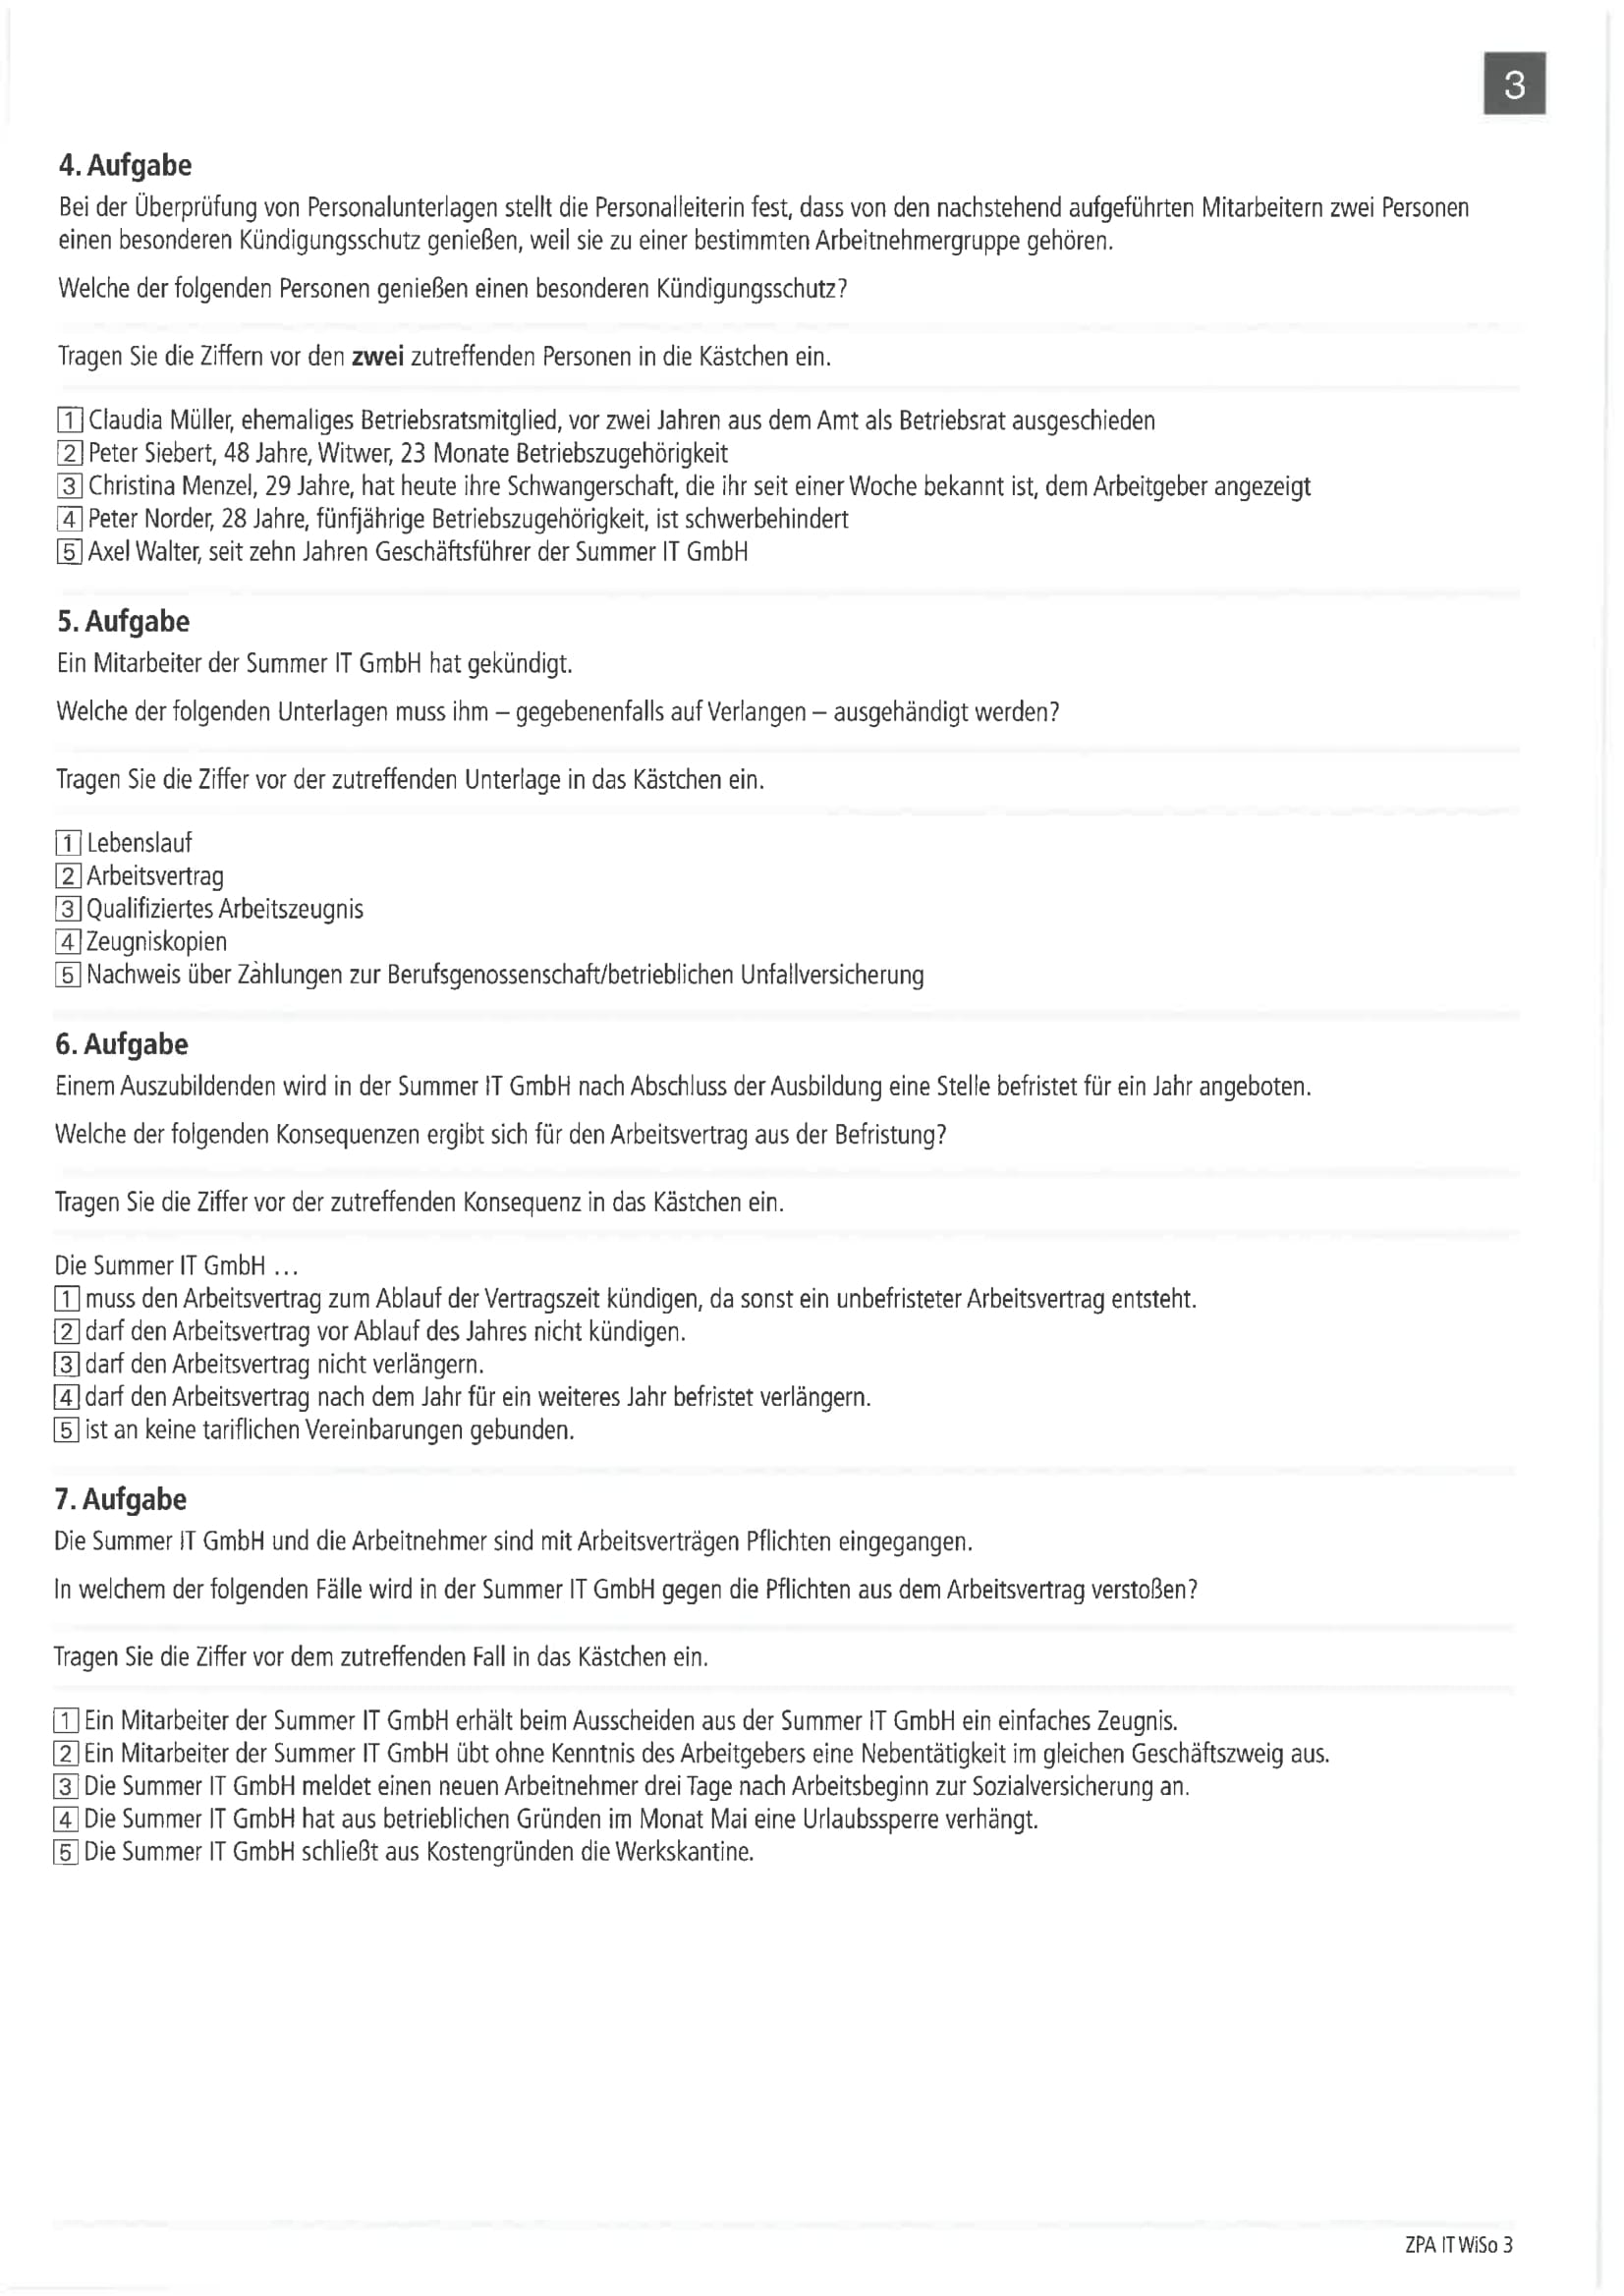 3
4. Aufgabe
Bei der Überprüfung von Personalunterlagen stellt die Personalleiterin fest, dass von den nachstehend aufgeführten Mitarbeitern zwei Personen
einen besonderen Kündigungsschutz genießen, weil sie zu einer bestimmten Arbeitnehmergruppe gehören.
Welche der folgenden Personen genießen einen besonderen Kündigungsschutz?
Tragen Sie die Ziffern vor den zwei zutreffenden Personen in die Kästchen ein.
1 Claudia Müller, ehemaliges Betriebsratsmitglied, vor zwei Jahren aus dem Amt als Betriebsrat ausgeschieden
2 Peter Siebert, 48 Jahre, Witwer, 23 Monate Betriebszugehörigkeit
3 Christina Menzel, 29 Jahre, hat heute ihre Schwangerschaft, die ihr seit einer Woche bekannt ist, dem Arbeitgeber angezeigt
4 Peter Norder, 28 Jahre, fünfjährige Betriebszugehörigkeit, ist schwerbehindert
5 Axel Walter, seit zehn Jahren Geschäftsführer der Summer IT GmbH
5. Aufgabe
Ein Mitarbeiter der Summer IT GmbH hat gekündigt.
Welche der folgenden Unterlagen muss ihm – gegebenenfalls auf Verlangen – ausgehändigt werden?
Tragen Sie die Ziffer vor der zutreffenden Unterlage in das Kästchen ein.
1 Lebenslauf
2 Arbeitsvertrag
3 Qualifiziertes Arbeitszeugnis
4 Zeugniskopien
5 Nachweis über Zahlungen zur Berufsgenossenschaft/betrieblichen Unfallversicherung
6. Aufgabe
Einem Auszubildenden wird in der Summer IT GmbH nach Abschluss der Ausbildung eine Stelle befristet für ein Jahr angeboten.
Welche der folgenden Konsequenzen ergibt sich für den Arbeitsvertrag aus der Befristung?
Tragen Sie die Ziffer vor der zutreffenden Konsequenz in das Kästchen ein.
Die Summer IT GmbH …
1 muss den Arbeitsvertrag zum Ablauf der Vertragszeit kündigen, da sonst ein unbefristeter Arbeitsvertrag entsteht.
2 darf den Arbeitsvertrag vor Ablauf des Jahres nicht kündigen.
3 darf den Arbeitsvertrag nicht verlängern.
4 darf den Arbeitsvertrag nach dem Jahr für ein weiteres Jahr befristet verlängern.
5 ist an keine tariflichen Vereinbarungen gebunden.
7. Aufgabe
Die Summer IT GmbH und die Arbeitnehmer sind mit Arbeitsverträgen Pflichten eingegangen.
In welchem der folgenden Fälle wird in der Summer IT GmbH gegen die Pflichten aus dem Arbeitsvertrag verstoßen?
Tragen Sie die Ziffer vor dem zutreffenden Fall in das Kästchen ein.
1 Ein Mitarbeiter der Summer IT GmbH erhält beim Ausscheiden aus der Summer IT GmbH ein einfaches Zeugnis.
2 Ein Mitarbeiter der Summer IT GmbH übt ohne Kenntnis des Arbeitgebers eine Nebentätigkeit im gleichen Geschäftszweig aus.
3 Die Summer IT GmbH meldet einen neuen Arbeitnehmer drei Tage nach Arbeitsbeginn zur Sozialversicherung an.
4 Die Summer IT GmbH hat aus betrieblichen Gründen im Monat Mai eine Urlaubssperre verhängt.
5 Die Summer IT GmbH schließt aus Kostengründen die Werkskantine.
ZPA IT WiSo 3